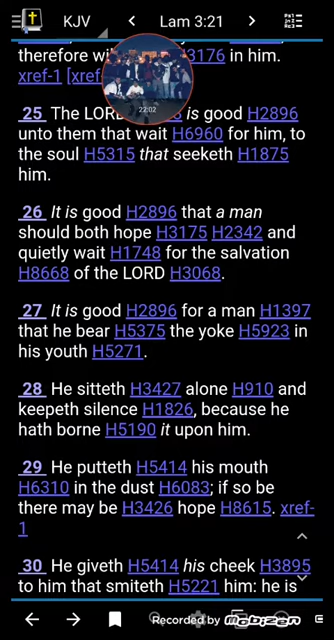 KJV
Lam 3:21
therefore wi 3176 in him.
xref-1 [xref
22:02
25 The LORD is good H2896
unto them that wait H6960 for him, to
the soul H5315 that seeketh H1875
him.
26 It is good H2896 that a man
should both hope H3175 H2342 and
quietly wait H1748 for the salvation
H8668 of the LORD H3068.
27 It is good H2896 for a man H1397
that he bear H5375 the yoke H5923 in
his youth H5271.
28 He sitteth H3427 alone H910 and
keepeth silence H1826, because he
hath borne H5190 it upon him.
29 He putteth H5414 his mouth
H6310 in the dust H6083; if so be
there may be H3426 hope H8615. xref-
1
30 He giveth H5414 his cheek H3895
to him that smiteth H5221 him: he is
Recorded by Mobizen